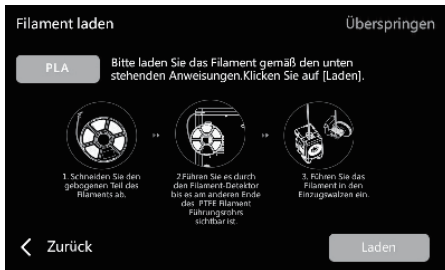 Filament laden
Überspringen
PLA
Bitte laden Sie das Filament gemäß den unten
stehenden Anweisungen.Klicken Sie auf [Laden].
1. Schneiden Sie den
gebogenen Teil des
Filaments ab.
2.Führen Sie es durch
den Filament-Detektor
bis es am anderen Ende
des PTFE Filament
Führungsrohrs
sichtbar ist.
3. Führen Sie das
Filament in den
Einzugswalzen ein.
Zurück
Laden